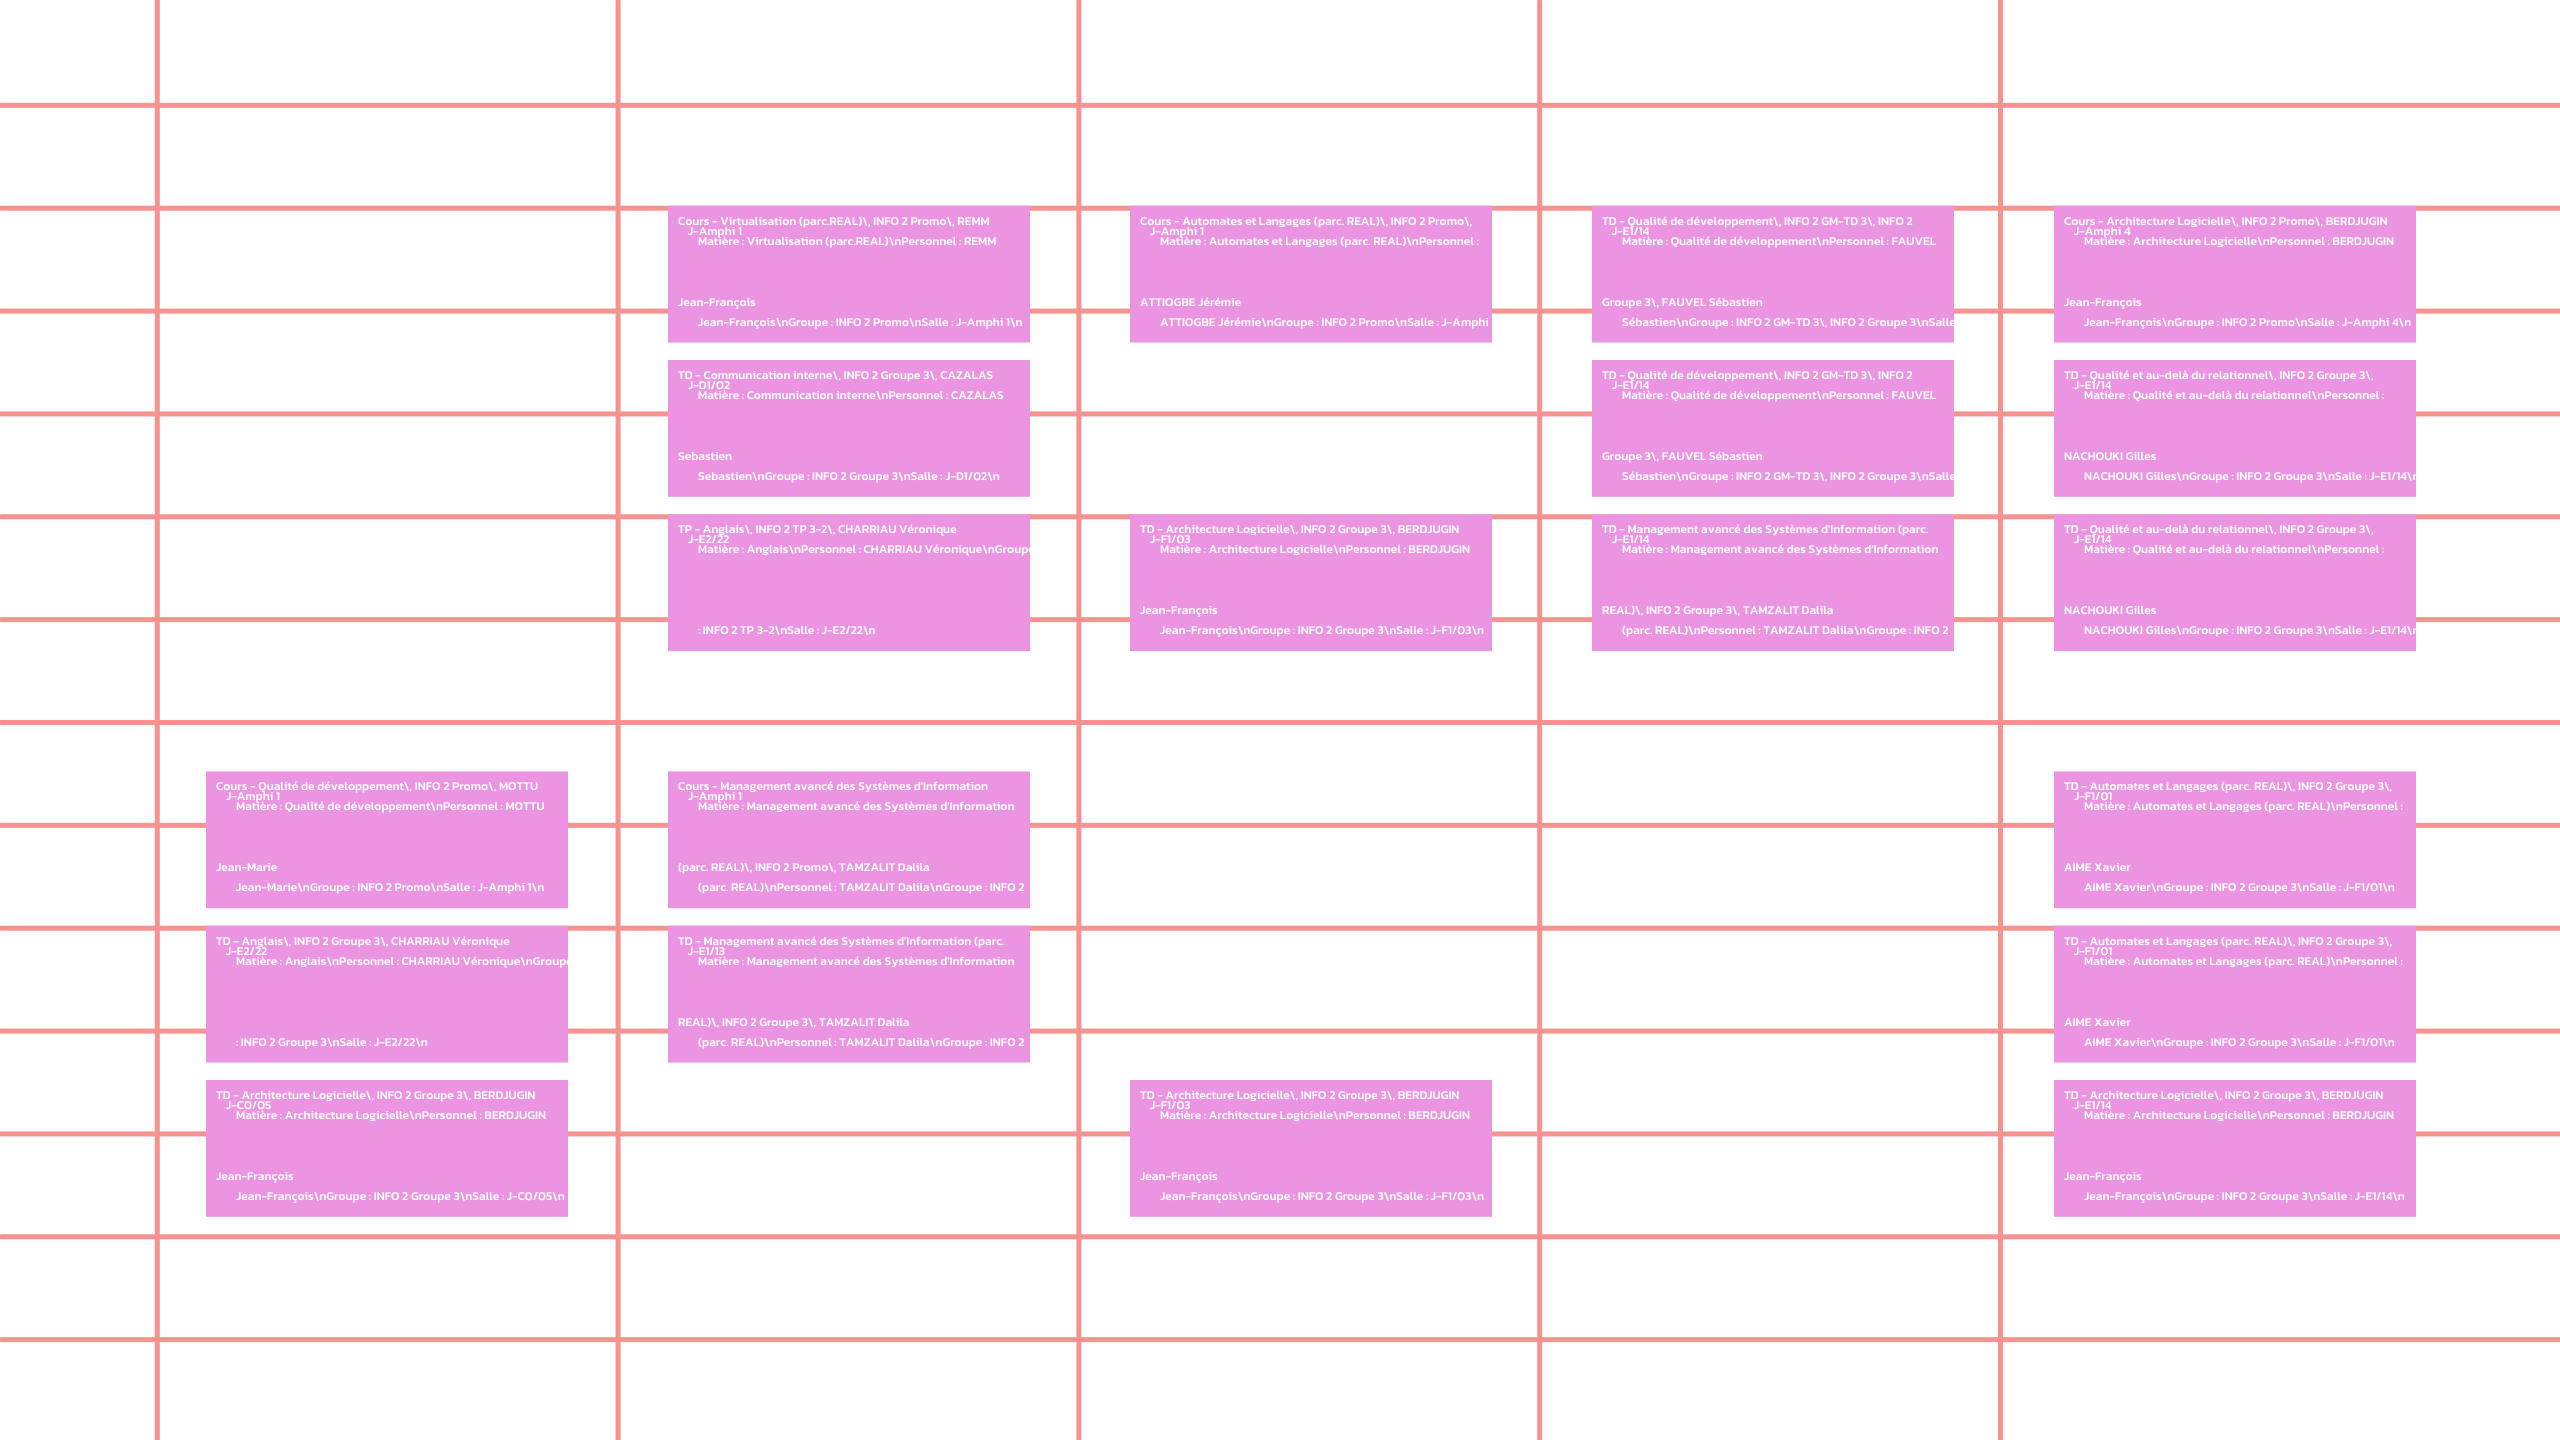 Cours - Virtualisation (parc.REAL)\, INFO 2 Promo\, REMM
J-Amphi 1
Matière : Virtualisation (parc.REAL)\nPersonnel : REMM
Jean-François
Jean-François\nGroupe : INFO 2 Promo\nSalle : J-Amphi 1\n
Cours - Automates et Langages (parc. REAL)\, INFO 2 Promo\,
J-Amphi 1
Matière : Automates et Langages (parc. REAL)\nPersonnel :
ATTIOGBE Jérémie
ATTIOGBE Jérémie\nGroupe : INFO 2 Promo\nSalle : J-Amphi
TD - Qualité de développement\, INFO 2 GM-TD 3\, INFO 2
J-E1/14
Matière : Qualité de développement\nPersonnel : FAUVEL
Groupe 3\, FAUVEL Sébastien
Sébastien\nGroupe : INFO 2 GM-TD 3\, INFO 2 Groupe 3\nSalle
Cours - Architecture Logicielle\, INFO 2 Promo\, BERDJUGIN
J-Amphi 4
Matière : Architecture Logicielle\nPersonnel : BERDJUGIN
Jean-François
Jean-François\nGroupe : INFO 2 Promo\nSalle : J-Amphi 4\n
TD - Communication interne\, INFO 2 Groupe 3\, CAZALAS
J-D1/02
Matière : Communication interne\nPersonnel : CAZALAS
Sebastien
Sebastien\nGroupe : INFO 2 Groupe 3\nSalle : J-D1/02\n
TD - Qualité de développement\, INFO 2 GM-TD 3\, INFO 2
J-E1/14
Matière : Qualité de développement\nPersonnel : FAUVEL
Groupe 3\, FAUVEL Sébastien
Sébastien\nGroupe : INFO 2 GM-TD 3\, INFO 2 Groupe 3\nSalle
TD - Qualité et au-delà du relationnel\, INFO 2 Groupe 3\,
J-E1/14
Matière : Qualité et au-delà du relationnel\nPersonnel :
NACHOUKI Gilles
NACHOUKI Gilles\nGroupe : INFO 2 Groupe 3\nSalle : J-E1/14\n
TP - Anglais\, INFO 2 TP 3-2\, CHARRIAU Véronique
J-E2/22
Matière : Anglais\nPersonnel : CHARRIAU Véronique\nGroupe
: INFO 2 TP 3-2\nSalle : J-E2/22\n
TD - Architecture Logicielle\, INFO 2 Groupe 3\, BERDJUGIN
J-F1/03
Matière : Architecture Logicielle\nPersonnel : BERDJUGIN
Jean-François
Jean-François\nGroupe : INFO 2 Groupe 3\nSalle : J-F1/03\n
TD - Management avancé des Systèmes d'Information (parc.
J-E1/14
Matière : Management avancé des Systèmes d'Information
REAL)\, INFO 2 Groupe 3\, TAMZALIT Dalila
(parc. REAL)\nPersonnel : TAMZALIT Dalila\nGroupe : INFO 2
TD - Qualité et au-delà du relationnel\, INFO 2 Groupe 3\,
J-E1/14
Matière : Qualité et au-delà du relationnel\nPersonnel :
NACHOUKI Gilles
NACHOUKI Gilles\nGroupe : INFO 2 Groupe 3\nSalle : J-E1/14\n
Cours - Qualité de développement\, INFO 2 Promo\, MOTTU
J-Amphi 1
Matière : Qualité de développement\nPersonnel : MOTTU
Jean-Marie
Jean-Marie\nGroupe : INFO 2 Promo\nSalle : J-Amphi 1\n
Cours - Management avancé des Systèmes d'Information
J-Amphi 1
Matière : Management avancé des Systèmes d'Information
(parc. REAL)\, INFO 2 Promo\, TAMZALIT Dalila
(parc. REAL)\nPersonnel : TAMZALIT Dalila\nGroupe : INFO 2
TD - Automates et Langages (parc. REAL)\, INFO 2 Groupe 3\,
J-F1/01
Matière : Automates et Langages (parc. REAL)\nPersonnel :
AIME Xavier
AIME Xavier\nGroupe : INFO 2 Groupe 3\nSalle : J-F1/01\n
TD - Anglais\, INFO 2 Groupe 3\, CHARRIAU Véronique
J-E2/22
Matière : Anglais\nPersonnel : CHARRIAU Véronique\nGroupe
: INFO 2 Groupe 3\nSalle : J-E2/22\n
TD - Management avancé des Systèmes d'Information (parc.
J-E1/13
Matière : Management avancé des Systèmes d'Information
REAL)\, INFO 2 Groupe 3\, TAMZALIT Dalila
(parc. REAL)\nPersonnel : TAMZALIT Dalila\nGroupe : INFO 2
TD - Automates et Langages (parc. REAL)\, INFO 2 Groupe 3\,
J-F1/01
Matière : Automates et Langages (parc. REAL)\nPersonnel :
AIME Xavier
AIME Xavier\nGroupe : INFO 2 Groupe 3\nSalle : J-F1/01\n
TD - Architecture Logicielle\, INFO 2 Groupe 3\, BERDJUGIN
J-C0/05
Matière : Architecture Logicielle\nPersonnel : BERDJUGIN
Jean-François
Jean-François\nGroupe : INFO 2 Groupe 3\nSalle : J-C0/05\n
TD - Architecture Logicielle\, INFO 2 Groupe 3\, BERDJUGIN
J-F1/03
Matière : Architecture Logicielle\nPersonnel : BERDJUGIN
Jean-François
Jean-François\nGroupe : INFO 2 Groupe 3\nSalle : J-F1/03\n
TD - Architecture Logicielle\, INFO 2 Groupe 3\, BERDJUGIN
J-E1/14
Matière : Architecture Logicielle\nPersonnel : BERDJUGIN
Jean-François
Jean-François\nGroupe : INFO 2 Groupe 3\nSalle : J-E1/14\n